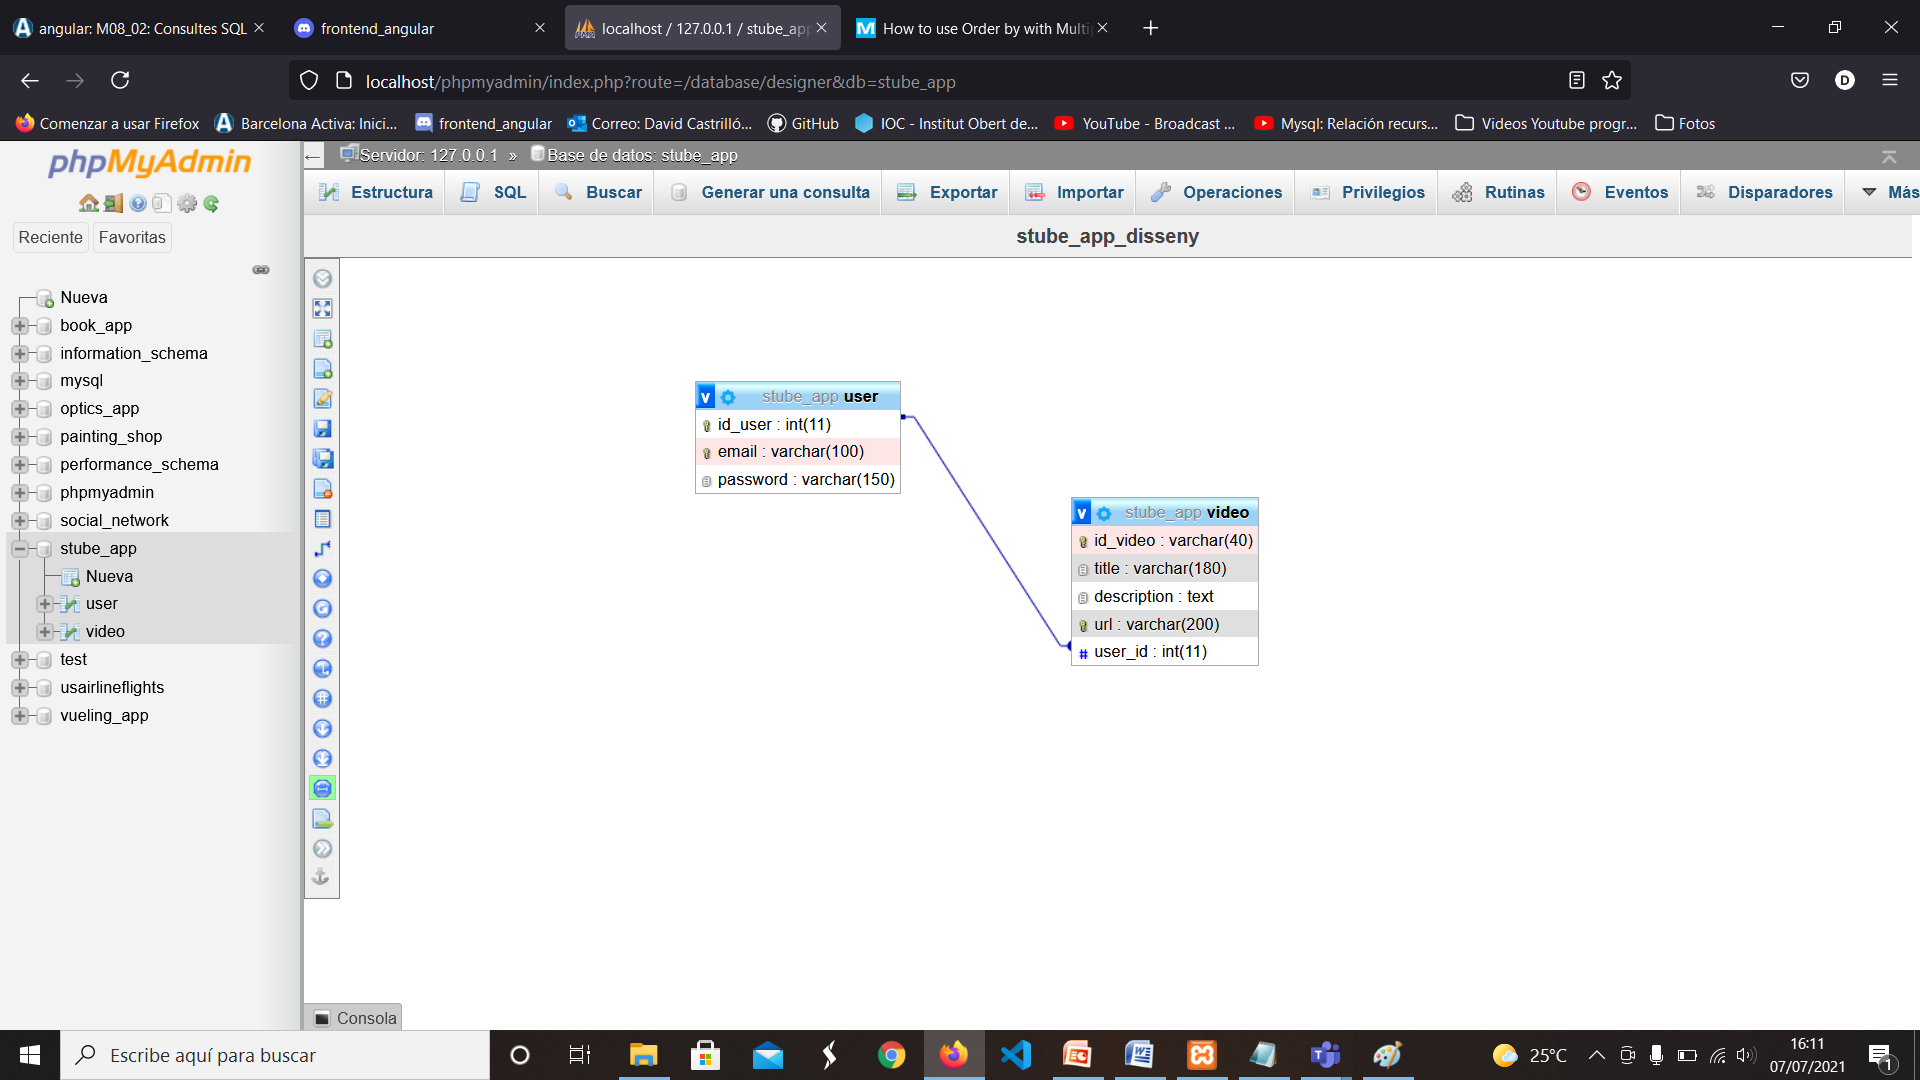 angular: M08_02: Consultes SQL
frontend_angular
localhost / 127.0.0.1 / stube_app
How to use Order by with Multip
localhost/phpmyadmin/index.php?route=/database/designer&db=stube_app
D
Comenzar a usar Firefox
Barcelona Activa: Inici...
frontend_angular
Correo: David Castrilló...
GitHub
IOC - Institut Obert de...
YouTube - Broadcast ...
Mysql: Relación recurs...
Videos Youtube progr...
Fotos
phpMyAdmin
Servidor: 127.0.0.1 » Base de datos: stube_app
Estructura
SQL
Buscar
Generar una consulta
Exportar
Importar
Operaciones
Privilegios
Rutinas
Eventos
Disparadores
Más
Reciente
Favoritas
stube_app_disseny
Nueva
book_app
information_schema
mysql
optics_app
painting_shop
performance_schema
phpmyadmin
social_network
stube_app
Nueva
user
video
test
usairlineflights
vueling_app
v stube_app user
id_user : int(11)
email : varchar(100)
password : varchar(150)
v stube_app video
id_video : varchar(40)
title : varchar(180)
description : text
url : varchar(200)
# user_id : int(11)
Consola
Escribe aquí para buscar
25°C
16:11
07/07/2021
1